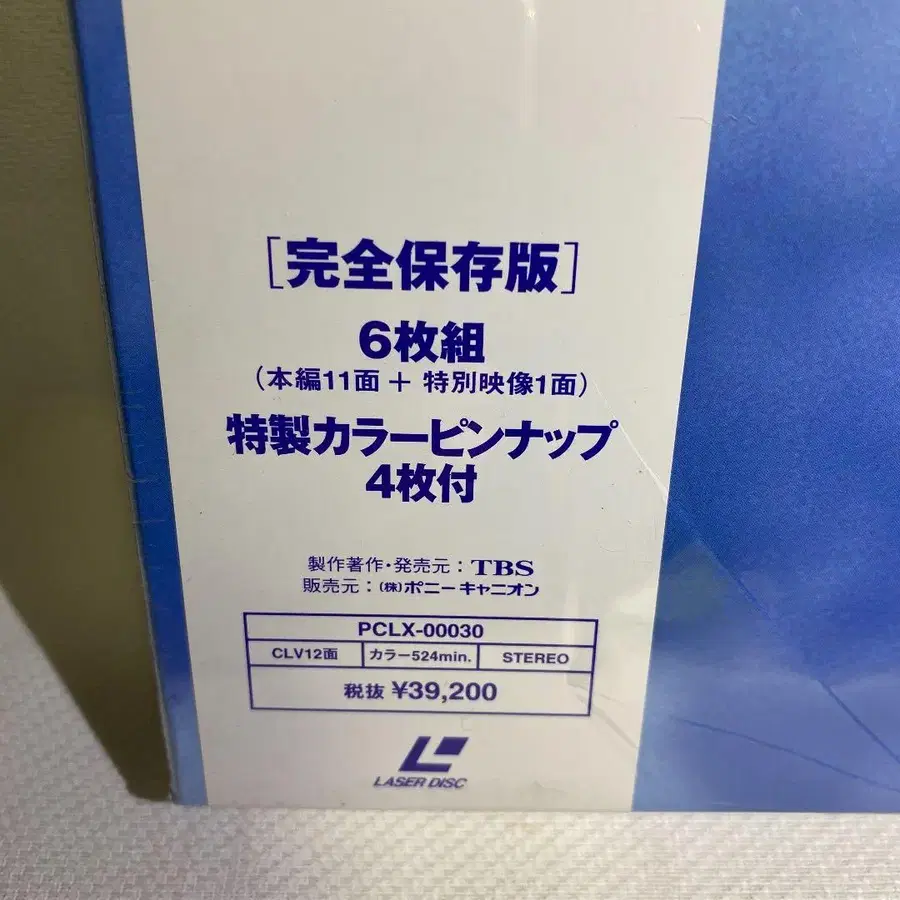 [完全保存版]
6枚組
(本編11面 + 特別映像1面)
特製カラーピンナップ
4枚付
製作著作・発売元:TBS
販売元:(株)ポニーキャニオン
PCLX-00030
CLV12面 カラー524min. STEREO
税抜 ¥39,200
LASER DISC